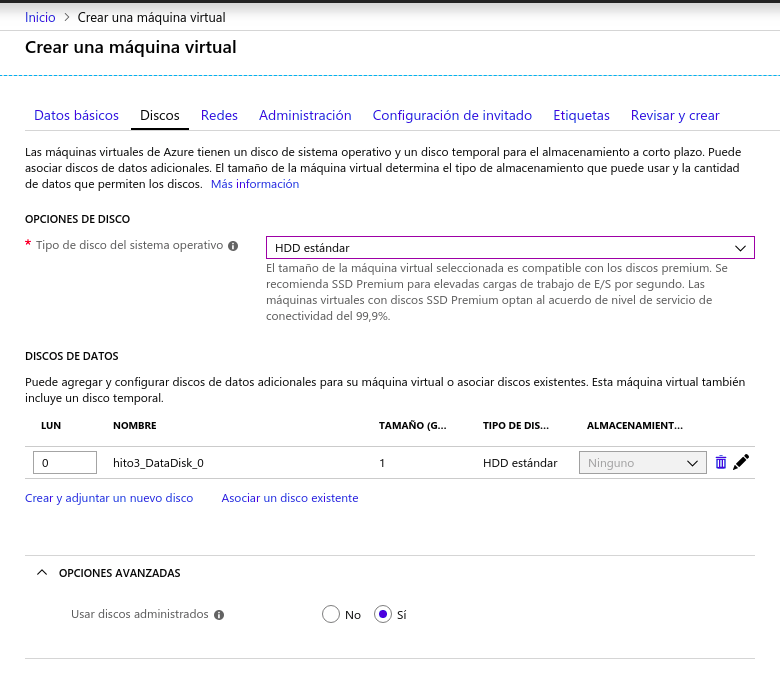 Inicio > Crear una máquina virtual
Crear una máquina virtual
Datos básicos Discos Redes Administración Configuración de invitado Etiquetas Revisar y crear
Las máquinas virtuales de Azure tienen un disco de sistema operativo y un disco temporal para el almacenamiento a corto plazo. Puede
asociar discos de datos adicionales. El tamaño de la máquina virtual determina el tipo de almacenamiento que puede usar y la cantidad
de datos que permiten los discos. Más información
OPCIONES DE DISCO
* Tipo de disco del sistema operativo HDD estándar
El tamaño de la máquina virtual seleccionada es compatible con los discos premium. Se
recomienda SSD Premium para elevadas cargas de trabajo de E/S por segundo. Las
máquinas virtuales con discos SSD Premium optan al acuerdo de nivel de servicio de
conectividad del 99,9%.
DISCOS DE DATOS
Puede agregar y configurar discos de datos adicionales para su máquina virtual o asociar discos existentes. Esta máquina virtual también
incluye un disco temporal.
LUN NOMBRE TAMAÑO (G... TIPO DE DIS... ALMACENAMIENT...
0 hito3_DataDisk_0 1 HDD estándar Ninguno
Crear y adjuntar un nuevo disco Asociar un disco existente
OPCIONES AVANZADAS
Usar discos administrados No Sí